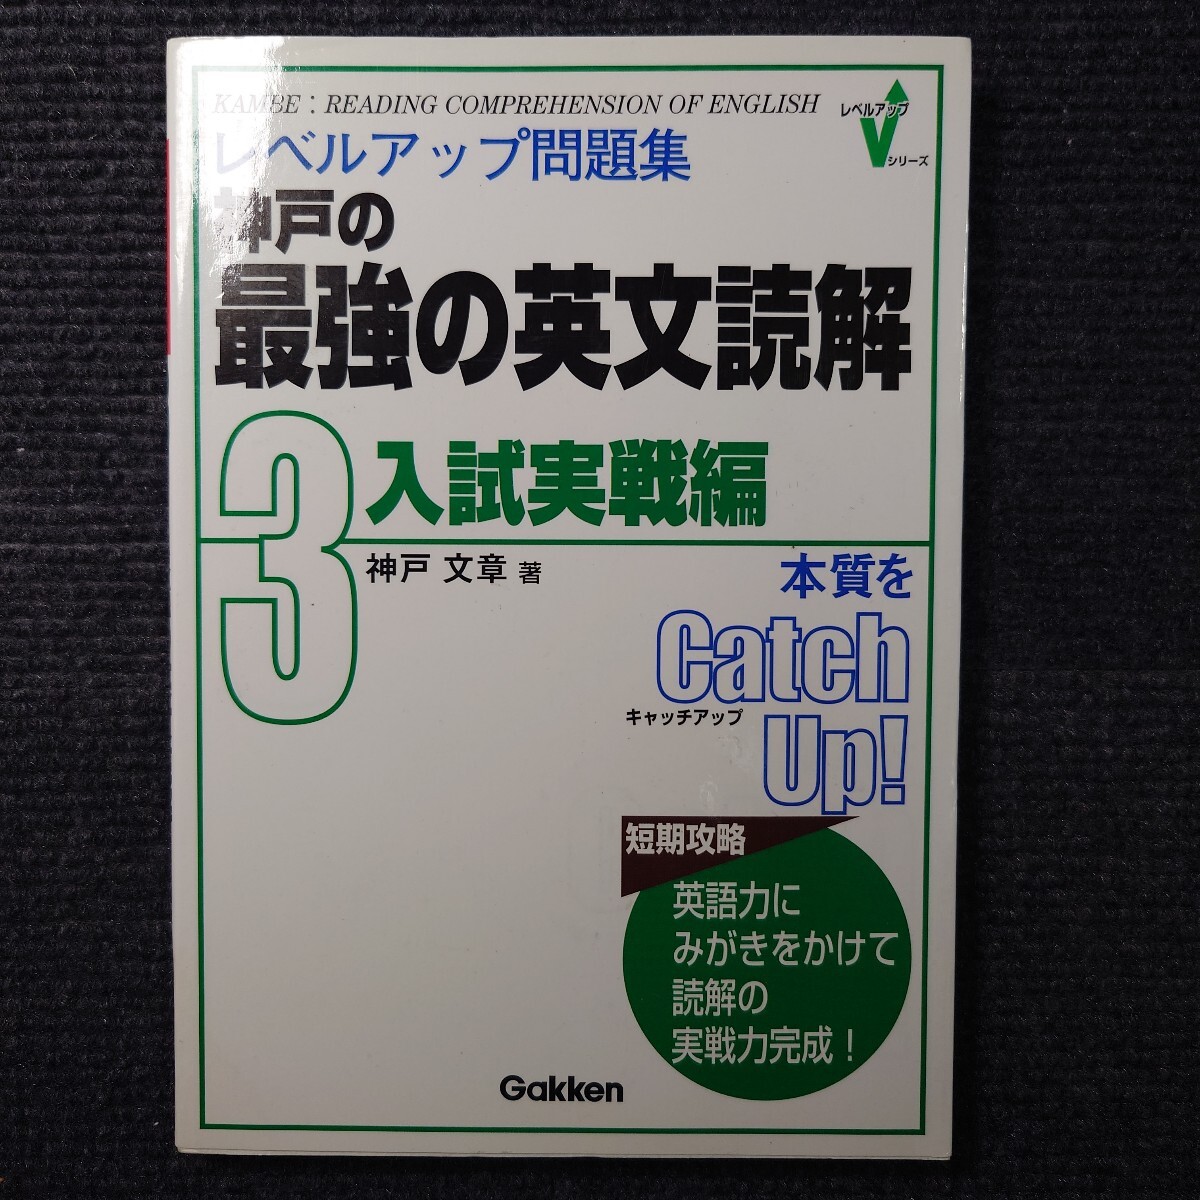 KAMBE : READING COMPREHENSION OF ENGLISH
レベルアップ
シリーズ
レベルアップ問題集
神戸の
最強の英文読解
3 入試実戦編
神戸 文章 著
本質を
Catch
キャッチアップ
Up!
短期攻略
英語力に
みがきをかけて
読解の
実戦力完成!
Gakken